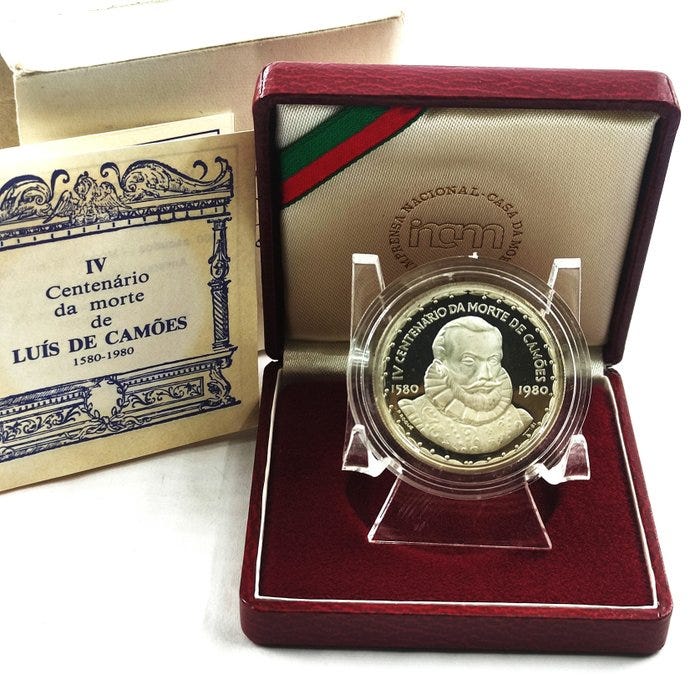 IV
Centenário
da morte
de
LUÍS DE CAMÕES
1580-1980
IMPRENSA NACIONAL-CASA DA MO
incm
IV CENTENÁRIO DA MORTE DE CAMÕES
1580 1980